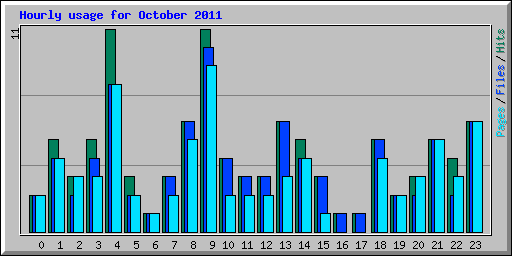 Hourly usage for October 2011
11
Pages / Files / Hits
0 1 2 3 4 5 6 7 8 9 10 11 12 13 14 15 16 17 18 19 20 21 22 23